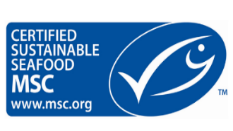 CERTIFIED
SUSTAINABLE
SEAFOOD
MSC
www.msc.org
TM